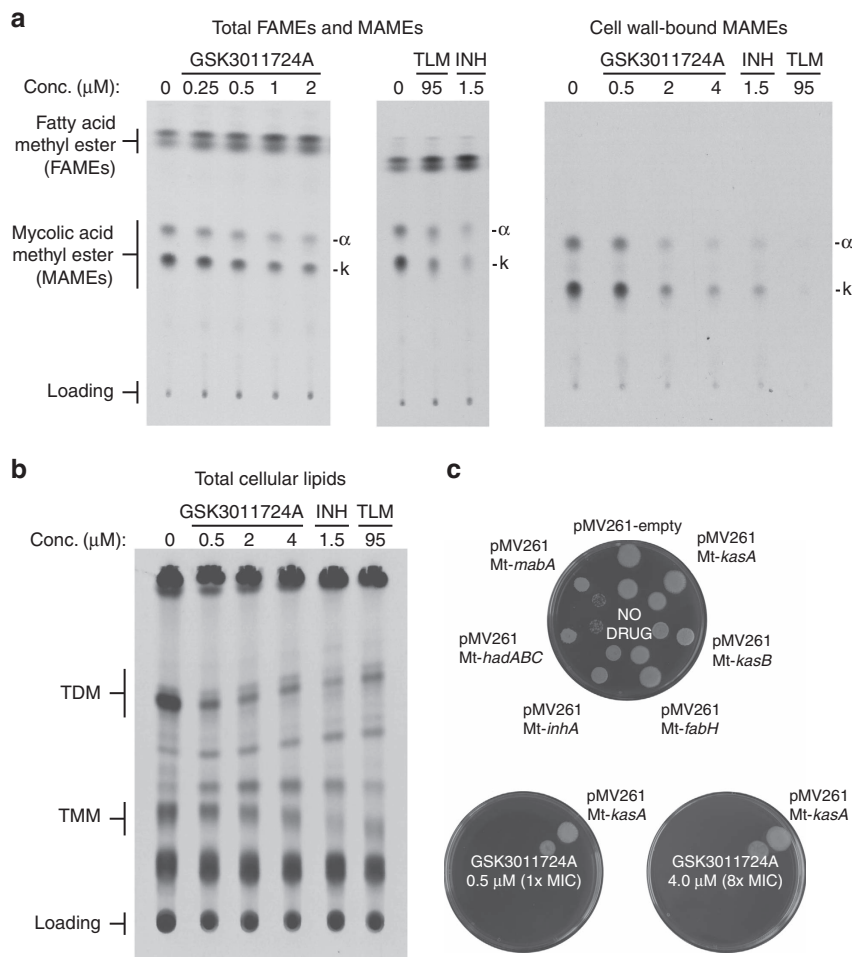 a
Total FAMEs and MAMEs
Cell wall-bound MAMEs
GSK3011724A
TLM INH
GSK3011724A INH TLM
Conc. (μM): 0 0.25 0.5 1 2 0 95 1.5 0 0.5 2 4 1.5 95
Fatty acid
methyl ester
(FAMEs)
Mycolic acid
methyl ester
(MAMEs)
-α
-k
-α
-k
-α
-k
Loading
b
Total cellular lipids
GSK3011724A INH TLM
Conc. (μM): 0 0.5 2 4 1.5 95
TDM
TMM
Loading
c
pMV261-empty
pMV261
Mt-kasA
pMV261
Mt-mabA
NO
DRUG
pMV261
Mt-hadABC
pMV261
Mt-kasB
pMV261
Mt-inhA
pMV261
Mt-fabH
pMV261
Mt-kasA
GSK3011724A
0.5 μM (1x MIC)
pMV261
Mt-kasA
GSK3011724A
4.0 μM (8x MIC)